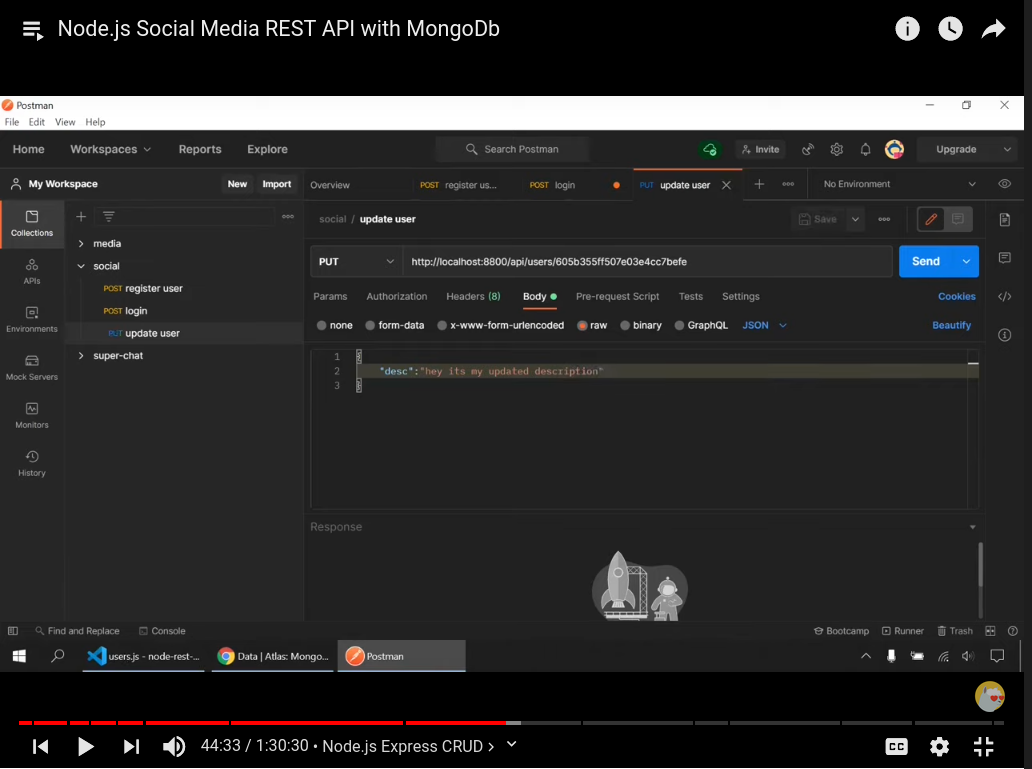 Node.js Social Media REST API with MongoDb
Postman
File Edit View Help
Home Workspaces Reports Explore Search Postman Invite Upgrade
My Workspace New Import Overview POST register us... POST login PUT update user No Environment
social / update user Save
Collections
APIs
Environments
Mock Servers
Monitors
History
media
social
POST register user
POST login
PUT update user
super-chat
PUT http://localhost:8800/api/users/605b355ff507e03e4cc7befe Send
Params Authorization Headers (8) Body Pre-request Script Tests Settings Cookies
none form-data x-www-form-urlencoded raw binary GraphQL JSON Beautify
1 {
2 "desc":"hey its my updated description"
3 }
Response
Find and Replace Console Bootcamp Runner Trash
users.js - node-rest-... Data | Atlas: Mongo... Postman
44:33 / 1:30:30 • Node.js Express CRUD
CC